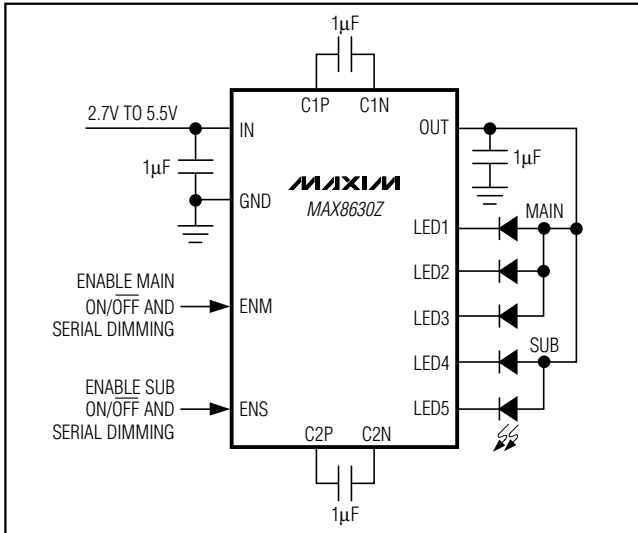 1µF
C1P C1N
2.7V TO 5.5V
IN
OUT
1µF
1µF
MAXIM
MAX8630Z
GND
MAIN
LED1
LED2
ENABLE MAIN
ON/OFF AND
SERIAL DIMMING
ENM
LED3
SUB
LED4
ENABLE SUB
ON/OFF AND
SERIAL DIMMING
ENS
LED5
C2P C2N
1µF